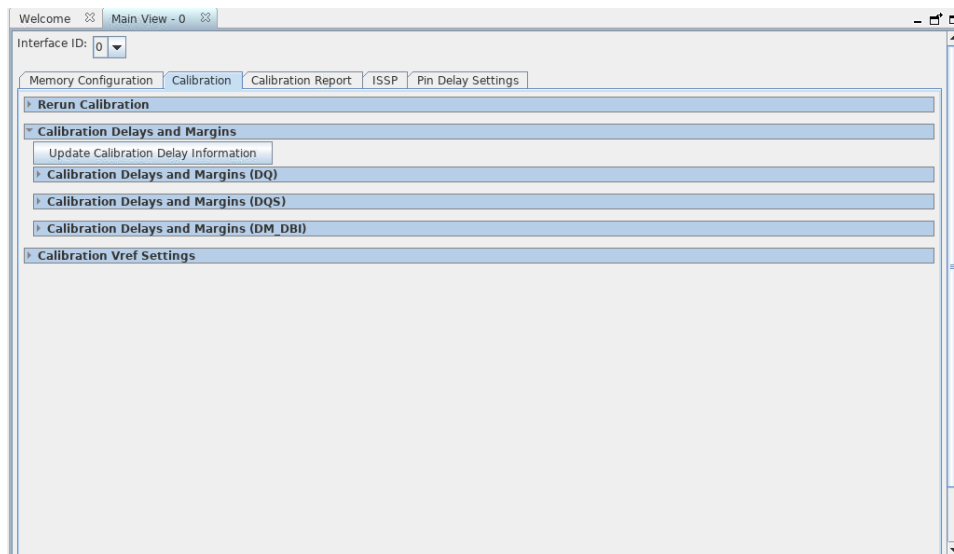 Welcome Main View - 0
Interface ID: 0
Memory Configuration Calibration Calibration Report ISSP Pin Delay Settings
Rerun Calibration
Calibration Delays and Margins
Update Calibration Delay Information
Calibration Delays and Margins (DQ)
Calibration Delays and Margins (DQS)
Calibration Delays and Margins (DM_DBI)
Calibration Vref Settings